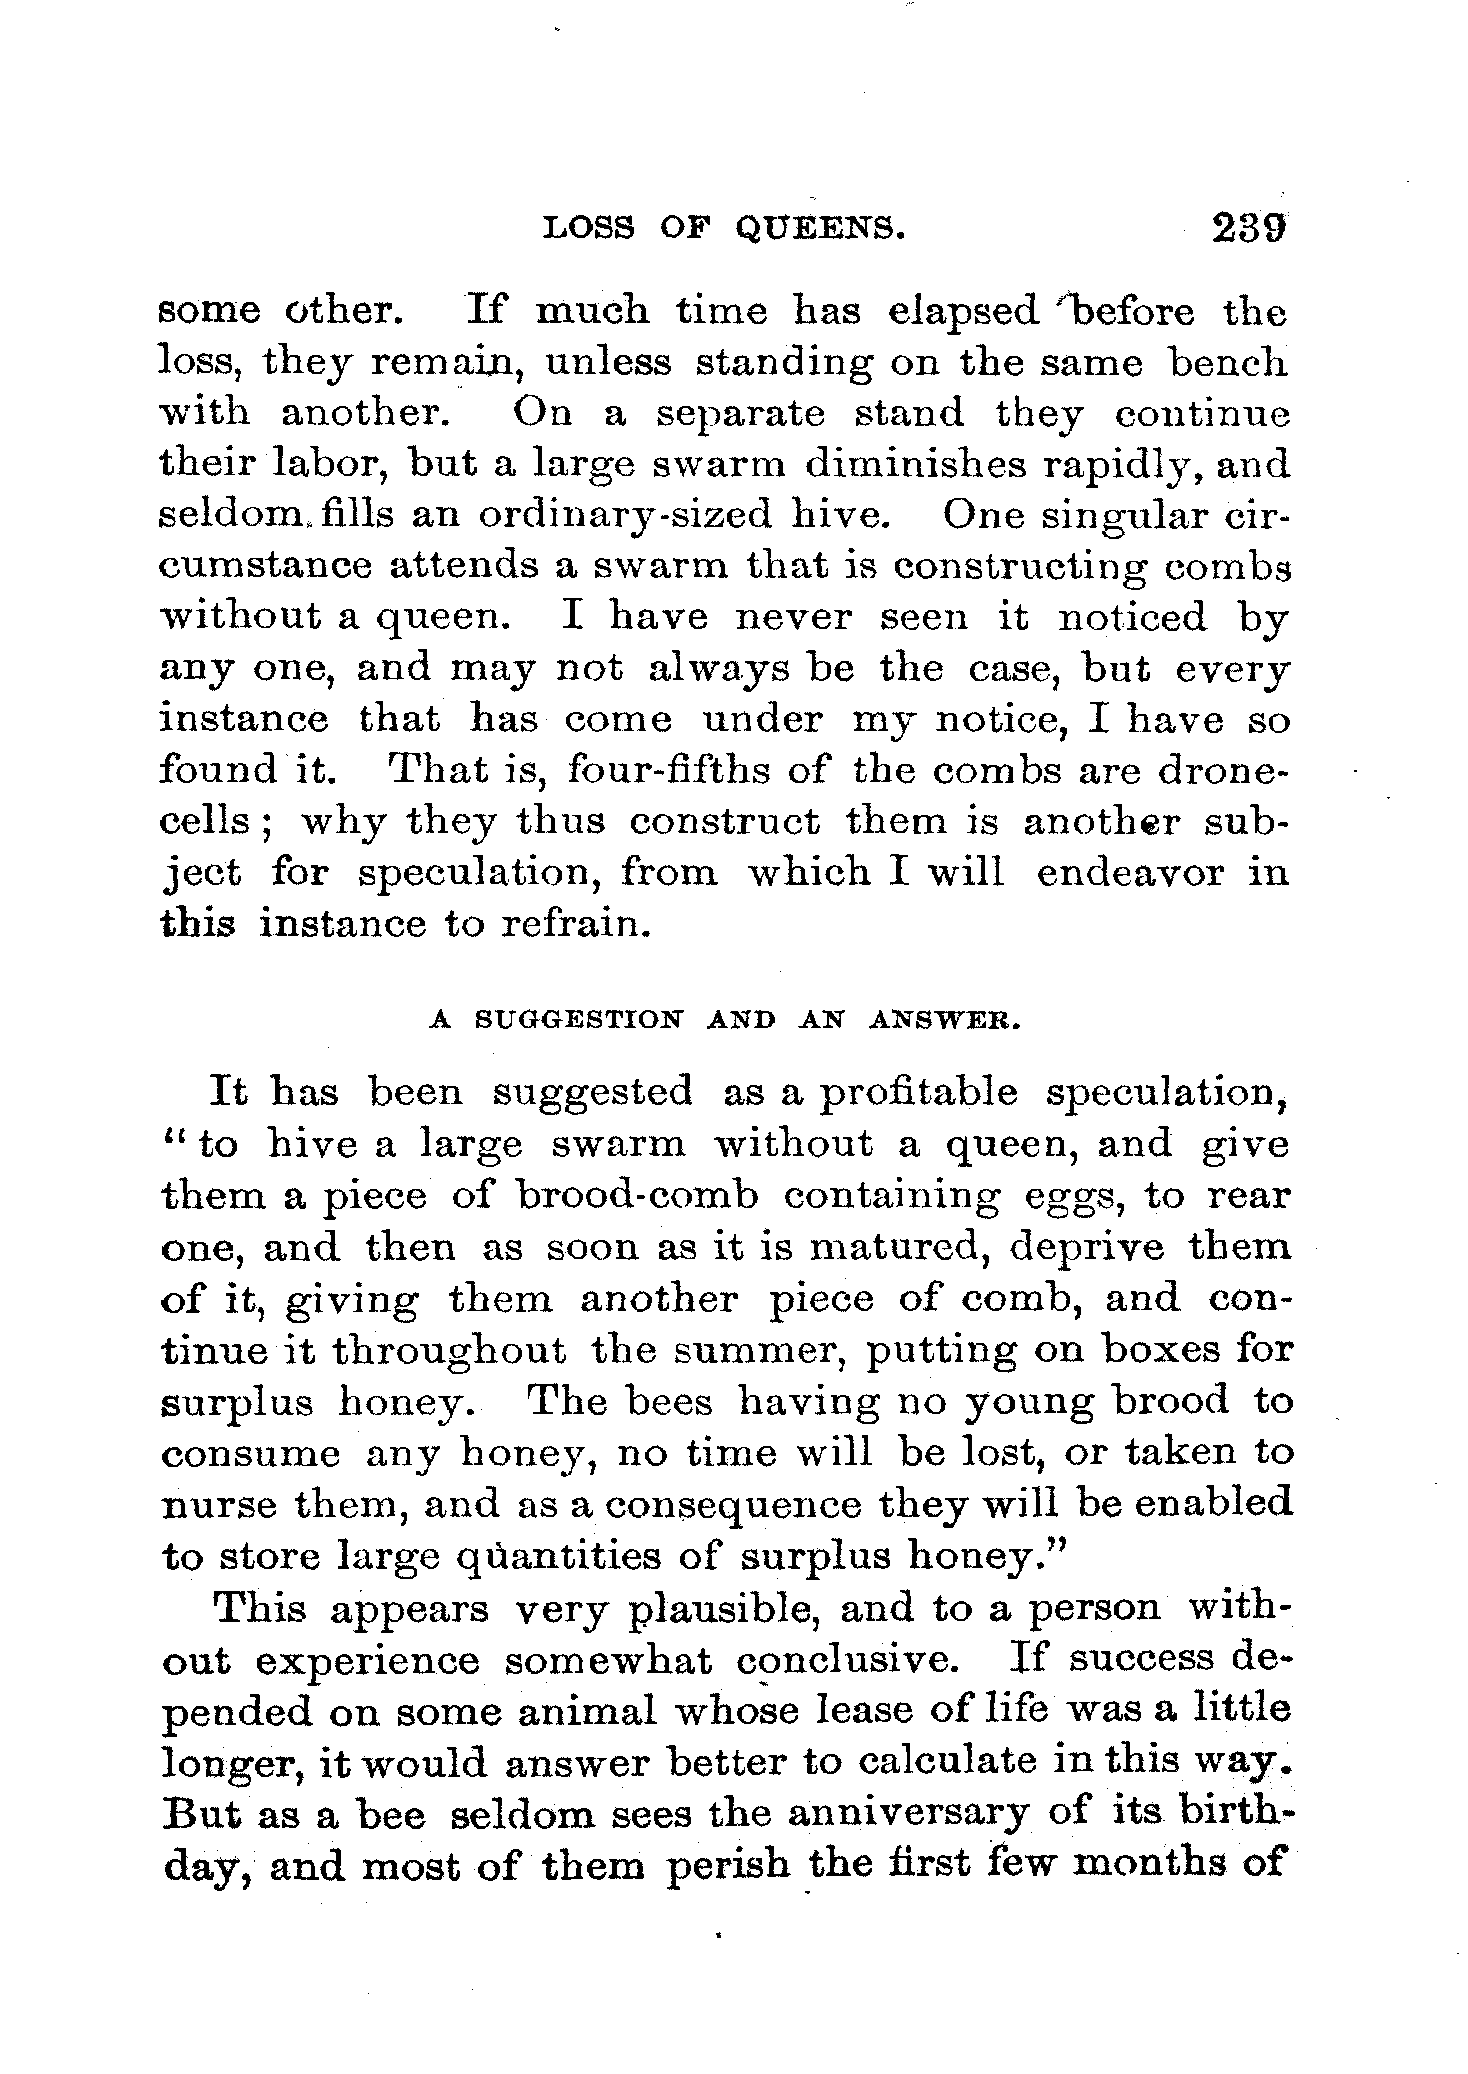 LOSS OF QUEENS. 239
some other. If much time has elapsed before the
loss, they remain, unless standing on the same bench
with another. On a separate stand they continue
their labor, but a large swarm diminishes rapidly, and
seldom fills an ordinary-sized hive. One singular cir-
cumstance attends a swarm that is constructing combs
without a queen. I have never seen it noticed by
any one, and may not always be the case, but every
instance that has come under my notice, I have so
found it. That is, four-fifths of the combs are drone-
cells; why they thus construct them is another sub-
ject for speculation, from which I will endeavor in
this instance to refrain.
A SUGGESTION AND AN ANSWER.
It has been suggested as a profitable speculation,
"to hive a large swarm without a queen, and give
them a piece of brood-comb containing eggs, to rear
one, and then as soon as it is matured, deprive them
of it, giving them another piece of comb, and con-
tinue it throughout the summer, putting on boxes for
surplus honey. The bees having no young brood to
consume any honey, no time will be lost, or taken to
nurse them, and as a consequence they will be enabled
to store large quantities of surplus honey."
This appears very plausible, and to a person with-
out experience somewhat conclusive. If success de-
pended on some animal whose lease of life was a little
longer, it would answer better to calculate in this way.
But as a bee seldom sees the anniversary of its birth-
day, and most of them perish the first few months of